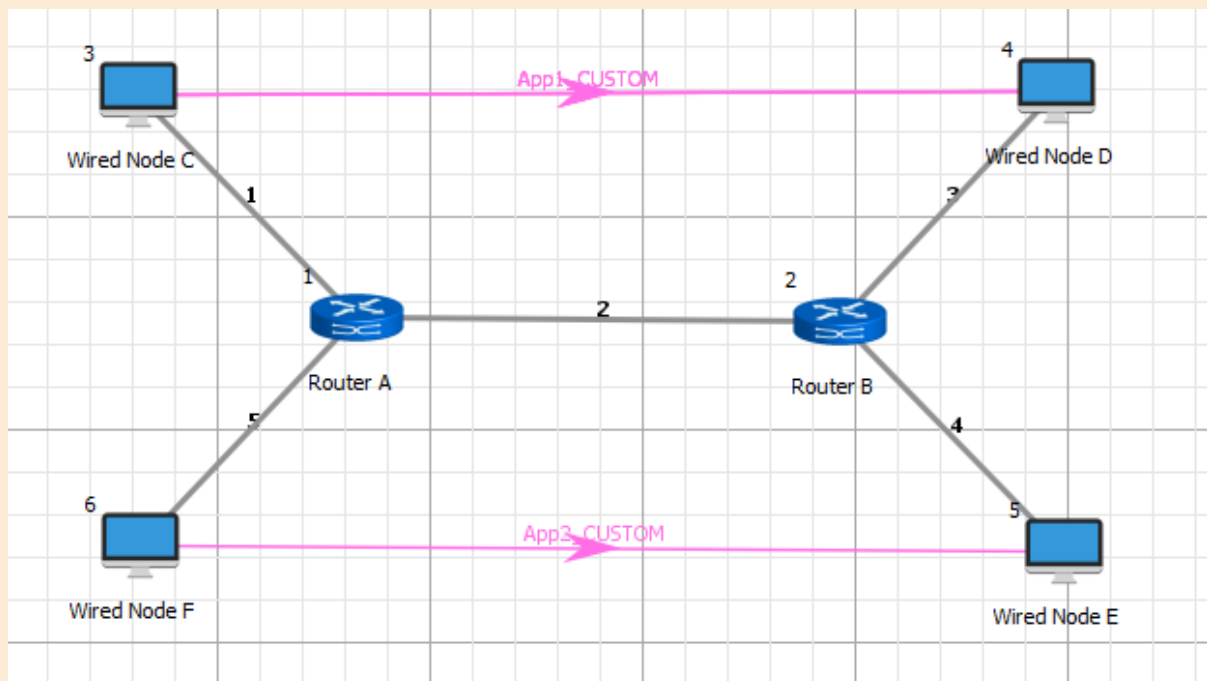 3
4
App1_CUSTOM
Wired Node C
Wired Node D
1
3
1
2
2
Router A
Router B
5
4
6
5
App2_CUSTOM
Wired Node F
Wired Node E